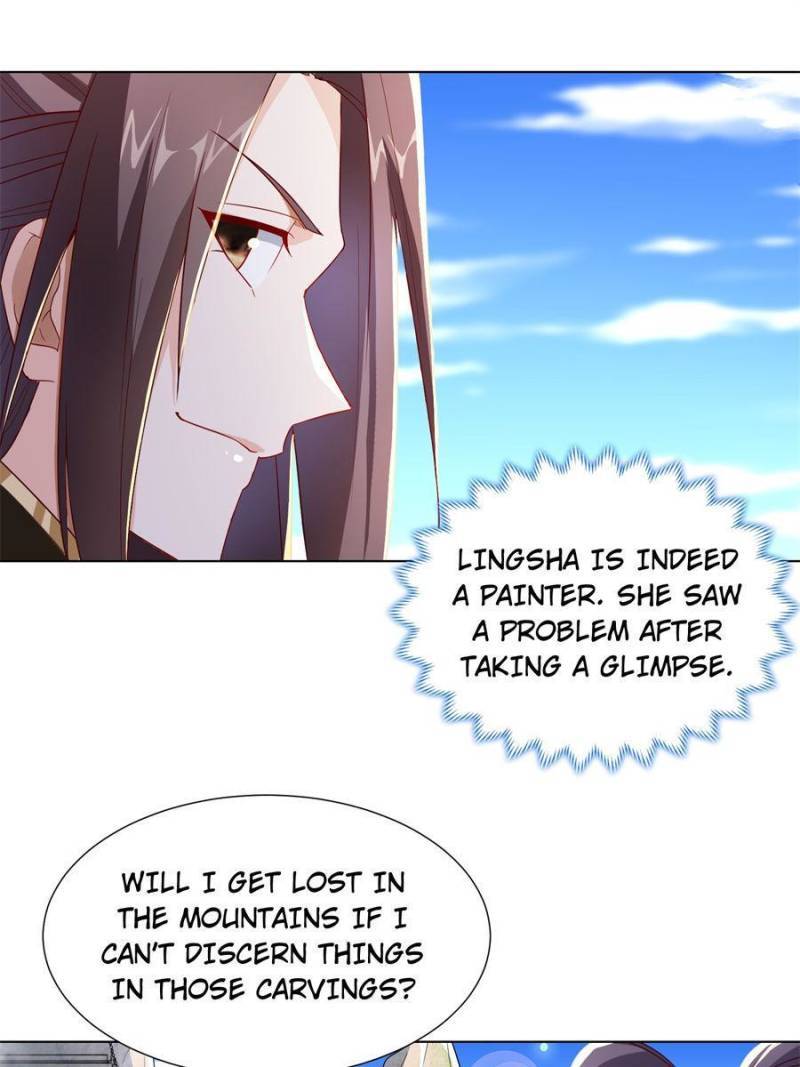 LINGSHA IS INDEED
A PAINTER. SHE SAW
A PROBLEM AFTER
TAKING A GLIMPSE.
WILL I GET LOST IN
THE MOUNTAINS IF I
CAN'T DISCERN THINGS
IN THOSE CARVINGS?